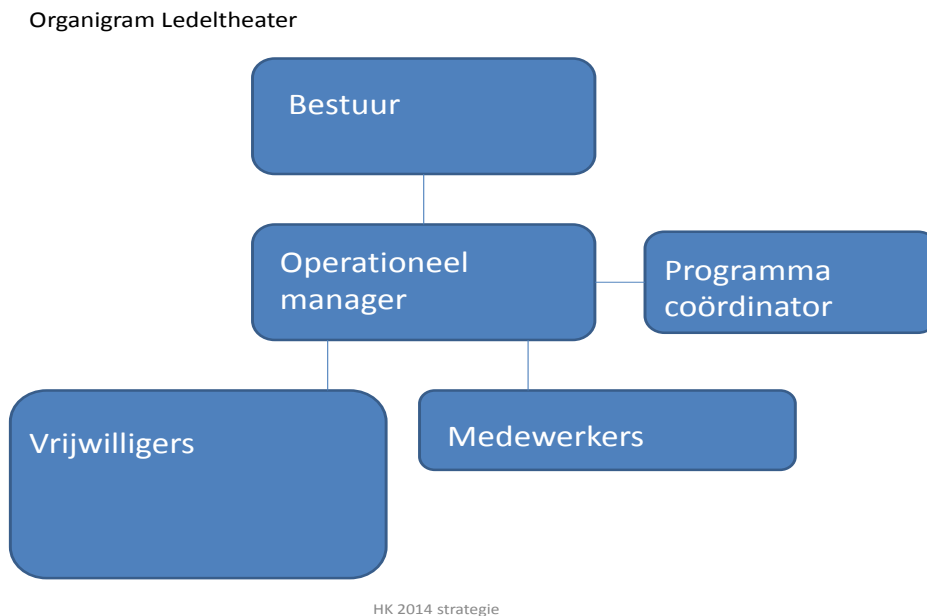 Organigram Ledeltheater
Bestuur
Operationeel
manager
Programma
coördinator
Vrijwilligers
Medewerkers
HK 2014 strategie